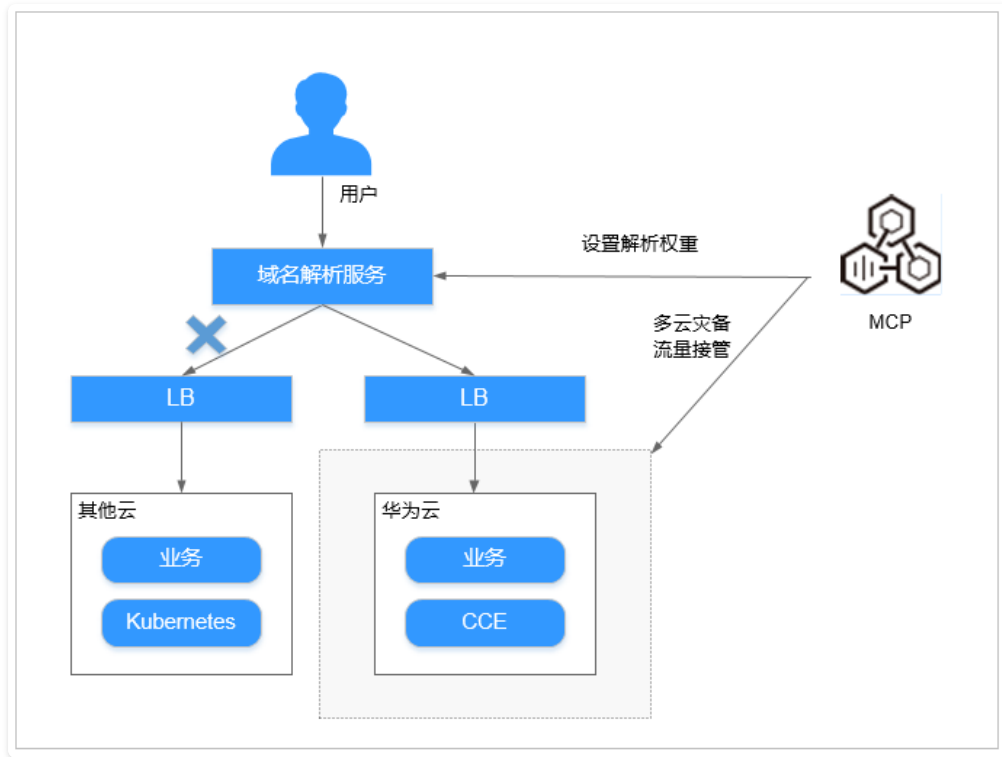 用户
设置解析权重
域名解析服务
多云灾备
流量接管
MCP
LB
LB
其他云
业务
Kubernetes
华为云
业务
CCE